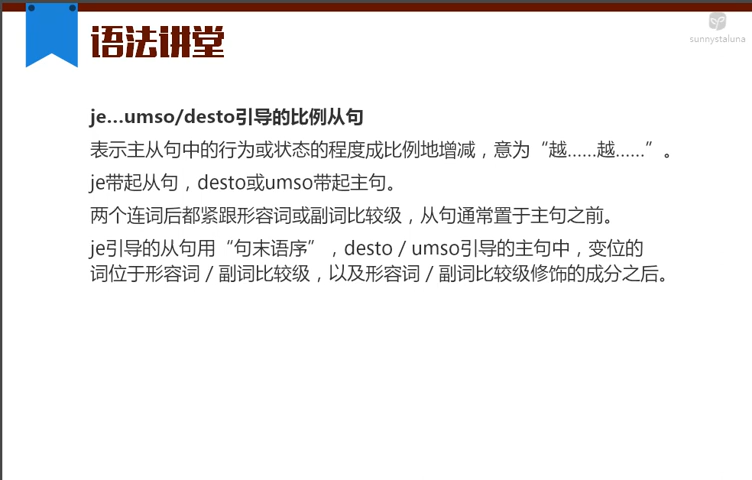 语法讲堂
sunnystaluna
je...umso/desto引导的比例从句
表示主从句中的行为或状态的程度成比例地增减，意为“越......越......”。
je带起从句，desto或umso带起主句。
两个连词后都紧跟形容词或副词比较级，从句通常置于主句之前。
je引导的从句用“句末语序”，desto / umso引导的主句中，变位的
词位于形容词 / 副词比较级，以及形容词 / 副词比较级修饰的成分之后。